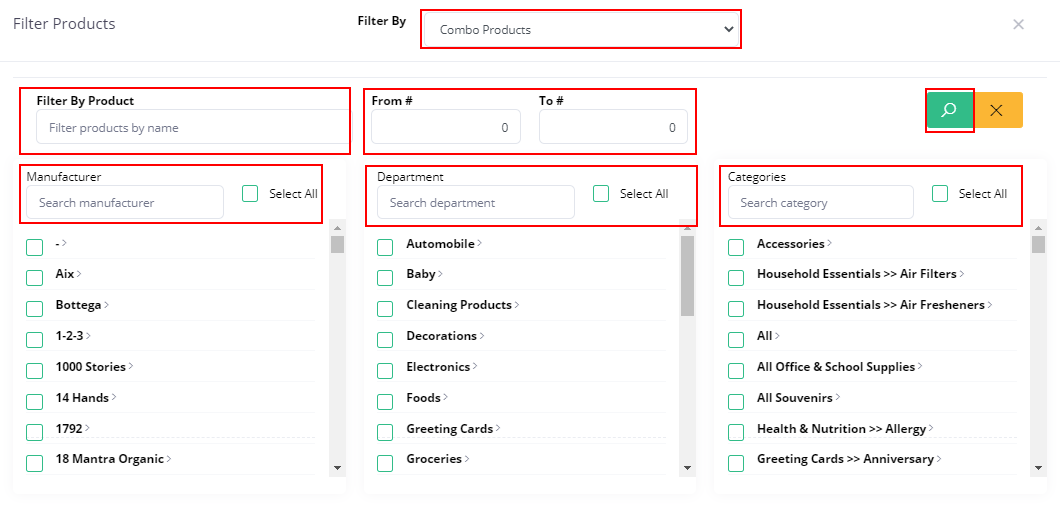 Filter Products
Filter By
Combo Products
Filter By Product
Filter products by name
From #
0
To #
0
Manufacturer
Search manufacturer
Select All
-
Aix
Bottega
1-2-3
1000 Stories
14 Hands
1792
18 Mantra Organic
Department
Search department
Select All
Automobile
Baby
Cleaning Products
Decorations
Electronics
Foods
Greeting Cards
Groceries
Categories
Search category
Select All
Accessories
Household Essentials >> Air Filters
Household Essentials >> Air Fresheners
All
All Office & School Supplies
All Souvenirs
Health & Nutrition >> Allergy
Greeting Cards >> Anniversary